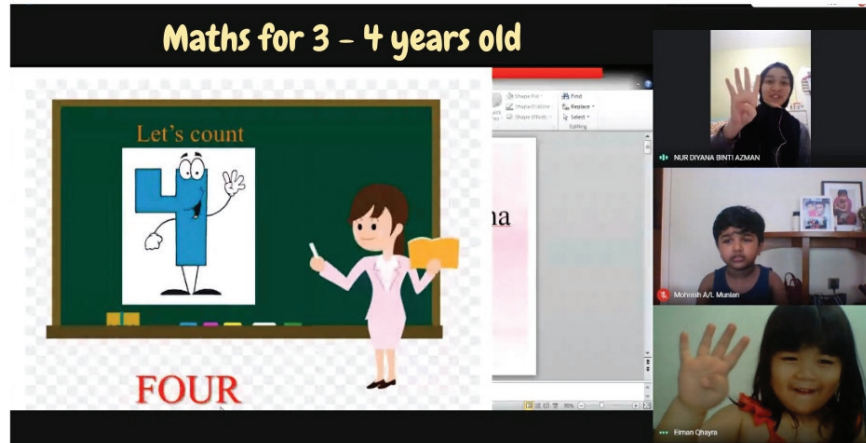 Maths for 3 - 4 years old
Let's count
4
FOUR
Shape Fill
Shape Outline
Shape Effects
Find
Replace
Select
Editing
na
NUR DIYANA BINTI AZMAN
Mohnish A/L Munian
Eiman Qhayra